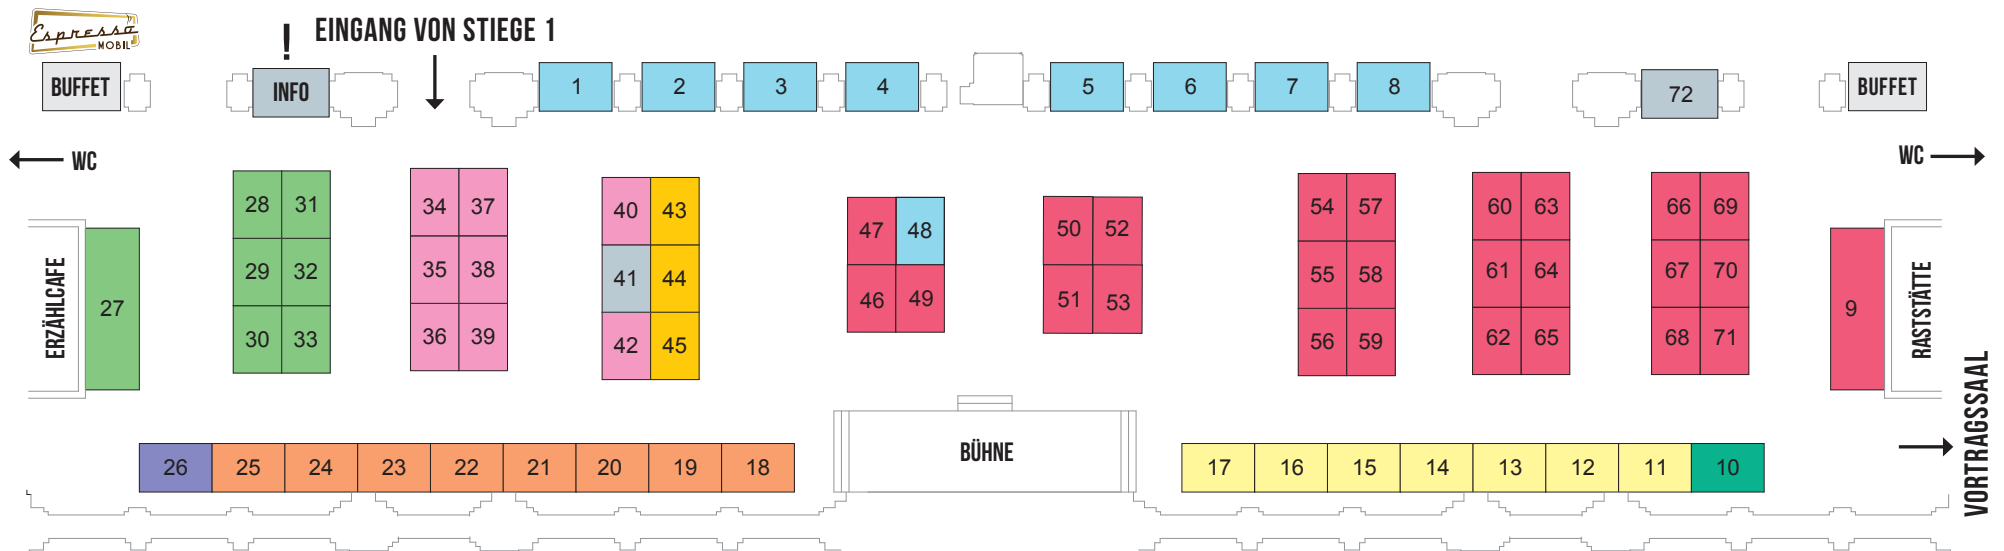 Espresso
MOBIL
! EINGANG VON STIEGE 1
BUFFET
INFO
1 2 3 4 5 6 7 8
72
BUFFET
WC
WC
28 31
29 32
30 33
34 37
35 38
36 39
40 43
41 44
42 45
47 48
46 49
50 52
51 53
54 57
55 58
56 59
60 63
61 64
62 65
66 69
67 70
68 71
ERZÄHLCAFE
27
9
RASTSTÄTTE
26 25 24 23 22 21 20 19 18
BÜHNE
17 16 15 14 13 12 11 10
VORTRAGSSAAL